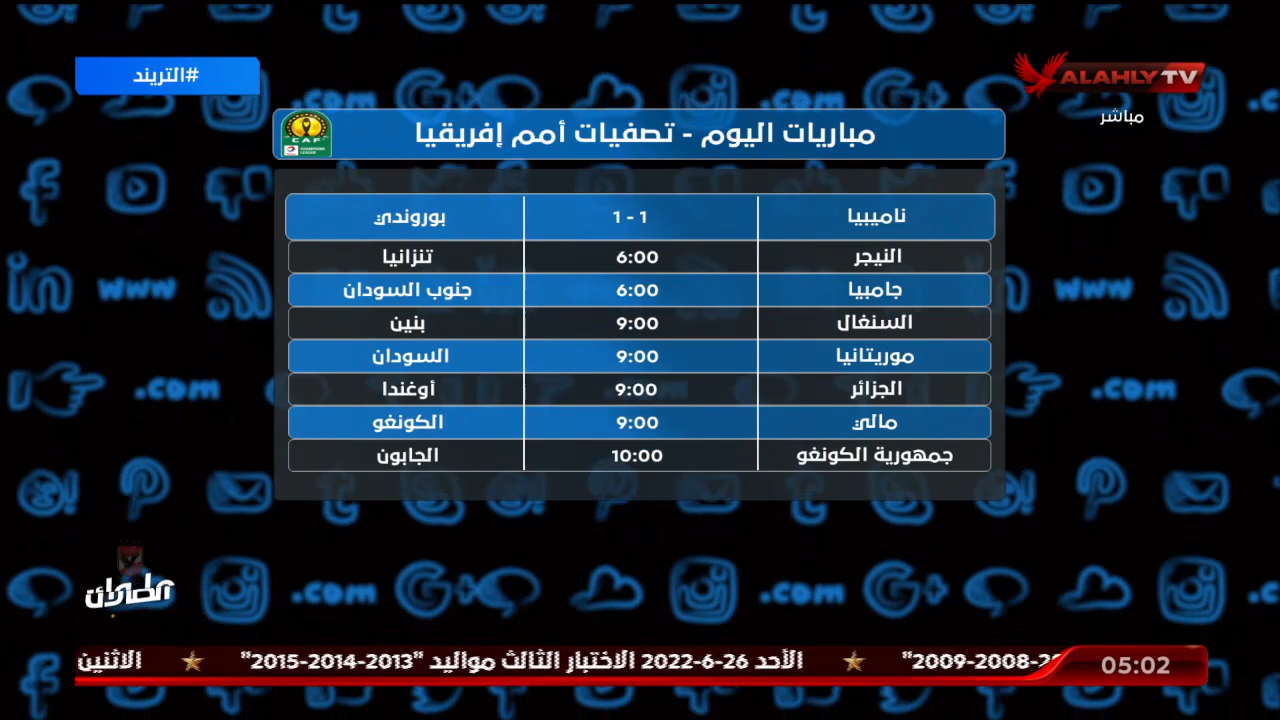 #التريند
ALAHLY TV
مباشر
مباريات اليوم - تصفيات أمم إفريقيا
CAF
ناميبيا 1 - 1 بوروندي
النيجر 6:00 تنزانيا
جامبيا 6:00 جنوب السودان
السنغال 9:00 بنين
موريتانيا 9:00 السودان
الجزائر 9:00 أوغندا
مالي 9:00 الكونغو
جمهورية الكونغو 10:00 الجابون
2009-2008-20" ★ الأحد 26-6-2022 الاختبار الثالث مواليد "2013-2014-2015" ★ الاثنين
05:02